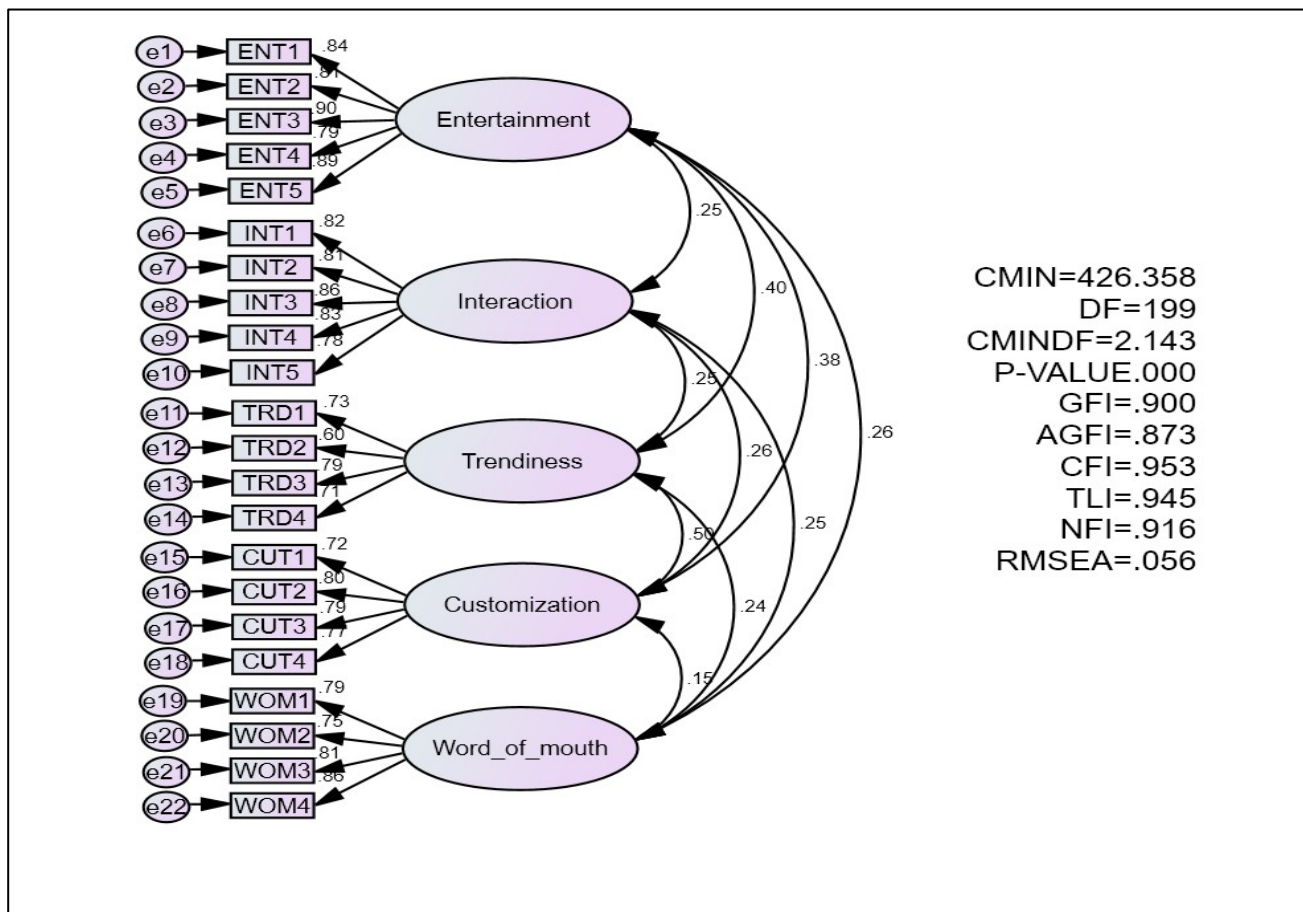 e1 ENT1 .84
e2 ENT2 .81
e3 ENT3 .90
e4 ENT4 .79
e5 ENT5 .89
Entertainment
e6 INT1 .82
e7 INT2 .81
e8 INT3 .86
e9 INT4 .83
e10 INT5 .78
Interaction
e11 TRD1 .73
e12 TRD2 .60
e13 TRD3 .79
e14 TRD4 .71
Trendiness
e15 CUT1 .72
e16 CUT2 .80
e17 CUT3 .79
e18 CUT4 .77
Customization
e19 WOM1 .79
e20 WOM2 .75
e21 WOM3 .81
e22 WOM4 .86
Word_of_mouth
.25
.40
.38
.25
.26
.26
.25
.50
.24
.15
CMIN=426.358
DF=199
CMINDF=2.143
P-VALUE.000
GFI=.900
AGFI=.873
CFI=.953
TLI=.945
NFI=.916
RMSEA=.056